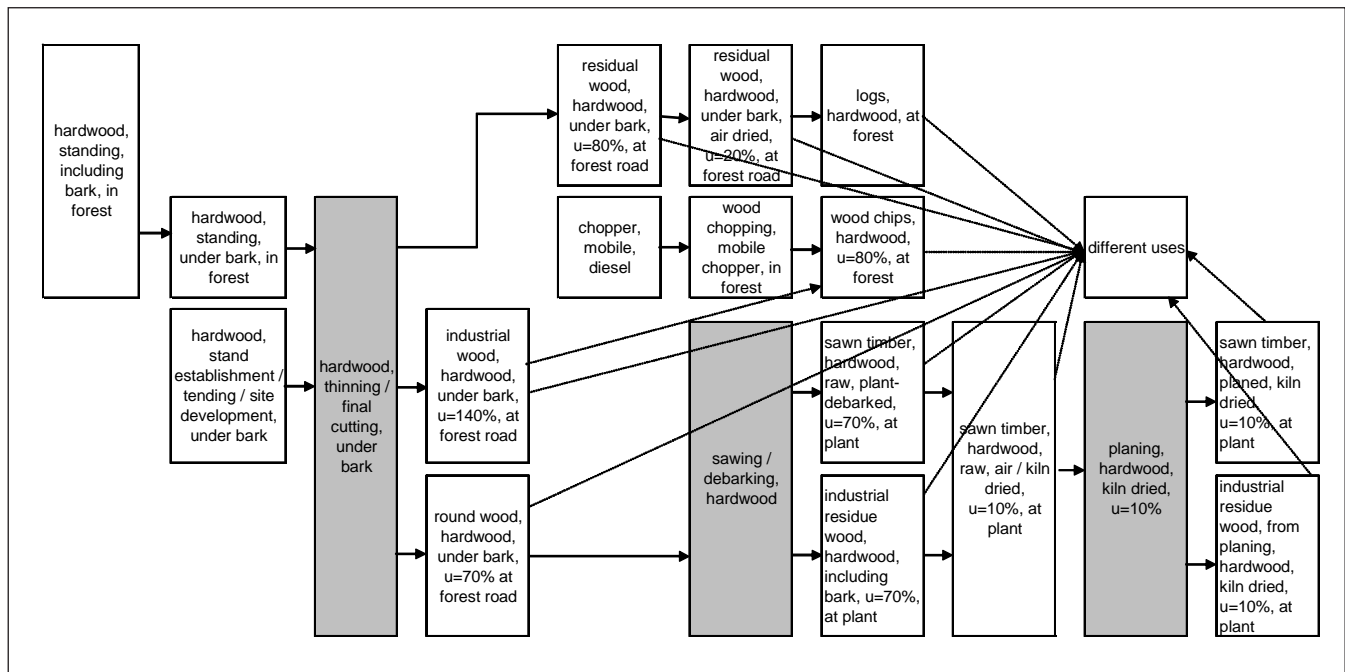 hardwood,
standing,
including
bark, in
forest
hardwood,
standing,
under bark, in
forest
hardwood,
stand
establishment /
tending / site
development,
under bark
hardwood,
thinning /
final
cutting,
under
bark
residual
wood,
hardwood,
under bark,
u=80%, at
forest road
residual
wood,
hardwood,
under bark,
air dried,
u=20%, at
forest road
logs,
hardwood, at
forest
chopper,
mobile,
diesel
wood
chopping,
mobile
chopper, in
forest
wood chips,
hardwood,
u=80%, at
forest
different uses
industrial
wood,
hardwood,
under bark,
u=140%, at
forest road
round wood,
hardwood,
under bark,
u=70% at
forest road
sawing /
debarking,
hardwood
sawn timber,
hardwood,
raw, plant-
debarked,
u=70%, at
plant
industrial
residue
wood,
hardwood,
including
bark, u=70%,
at plant
sawn timber,
hardwood,
raw, air / kiln
dried,
u=10%, at
plant
planing,
hardwood,
kiln dried,
u=10%
sawn timber,
hardwood,
planed, kiln
dried,
u=10%, at
plant
industrial
residue
wood, from
planing,
hardwood,
kiln dried,
u=10%, at
plant